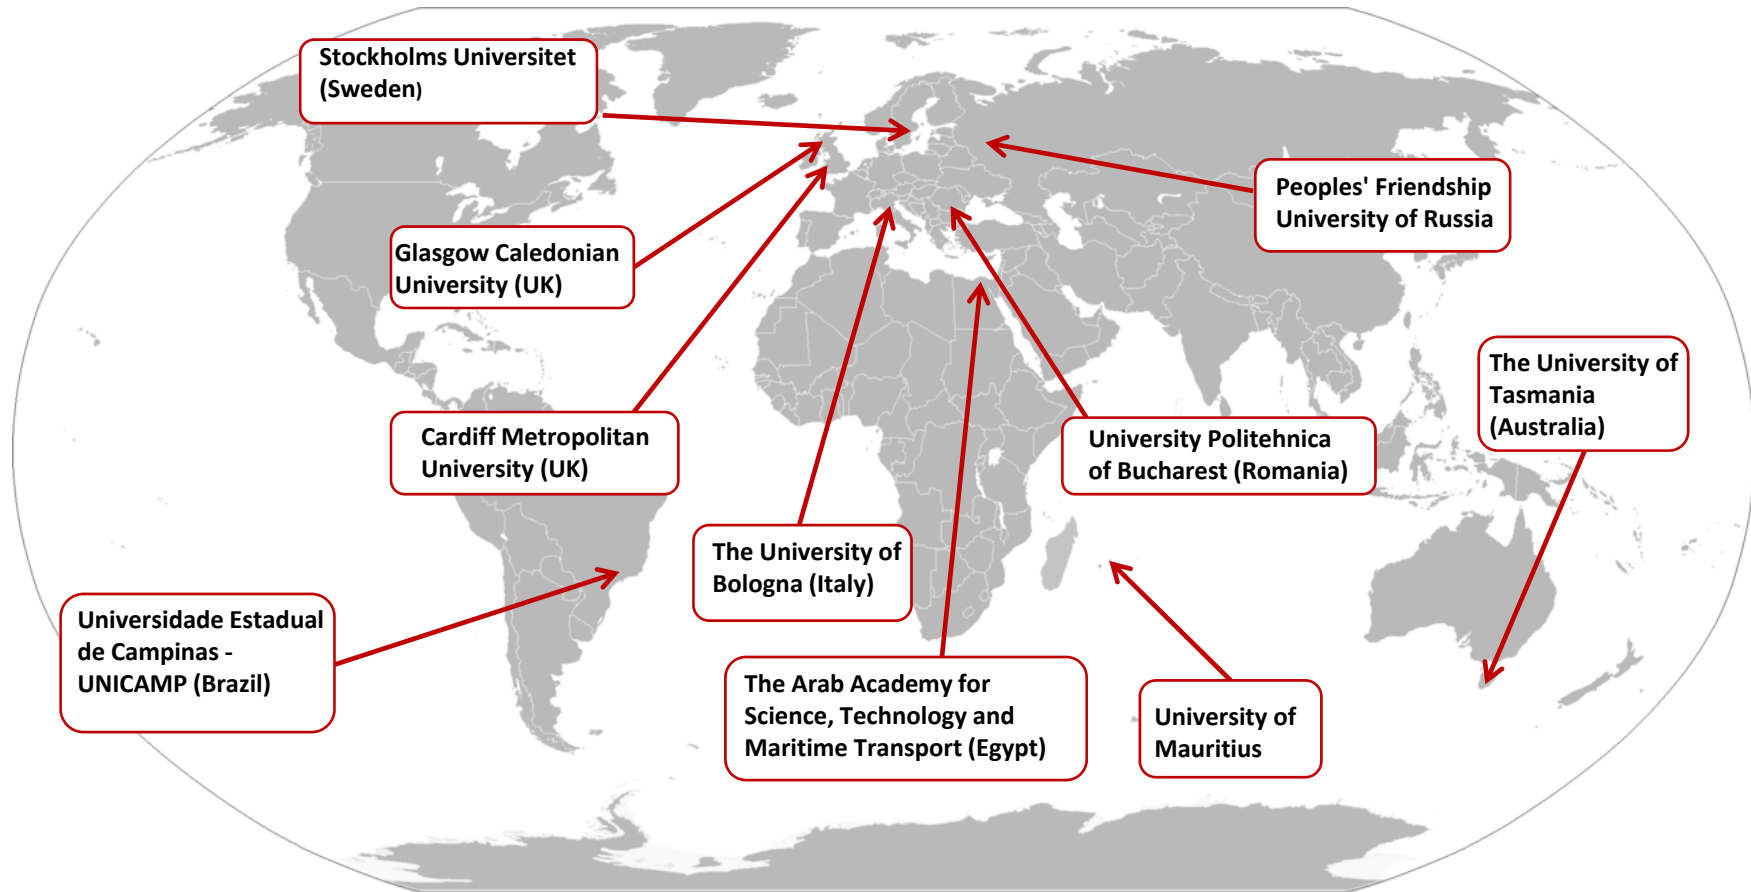 Stockholms Universitet
(Sweden)
Peoples' Friendship
University of Russia
Glasgow Caledonian
University (UK)
The University of
Tasmania
(Australia)
Cardiff Metropolitan
University (UK)
University Politehnica
of Bucharest (Romania)
The University of
Bologna (Italy)
Universidade Estadual
de Campinas -
UNICAMP (Brazil)
The Arab Academy for
Science, Technology and
Maritime Transport (Egypt)
University of
Mauritius